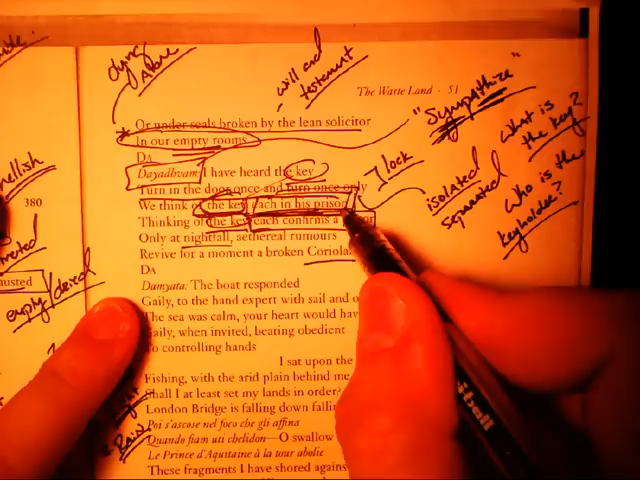 dying
Alone
will and
testament
The Waste Land · 51
Or under seals broken by the lean solicitor
In our empty rooms
DA
Dayadhvam: I have heard the key
Turn in the door once and turn once only
We think of the key, each in his prison
Thinking of the key, each confirms a
Only at nightfall, aethereal rumours
Revive for a moment a broken Coriola
DA
Damyata: The boat responded
Gaily, to the hand expert with sail and o
The sea was calm, your heart would hav
Gaily, when invited, beating obedient
To controlling hands
I sat upon the
Fishing, with the arid plain behind me
Shall I at least set my lands in order?
London Bridge is falling down fallin
Poi s'ascose nel foco che gli affina
Quando fiam uti chelidon—O swallow
Le Prince d'Aquitaine à la tour abolie
These fragments I have shored agains
"Sympathize"
1 lock
isolated
separated
What is
the key?
Who is the
keyholder?
380
hausted
empty/dried
Rain
ball